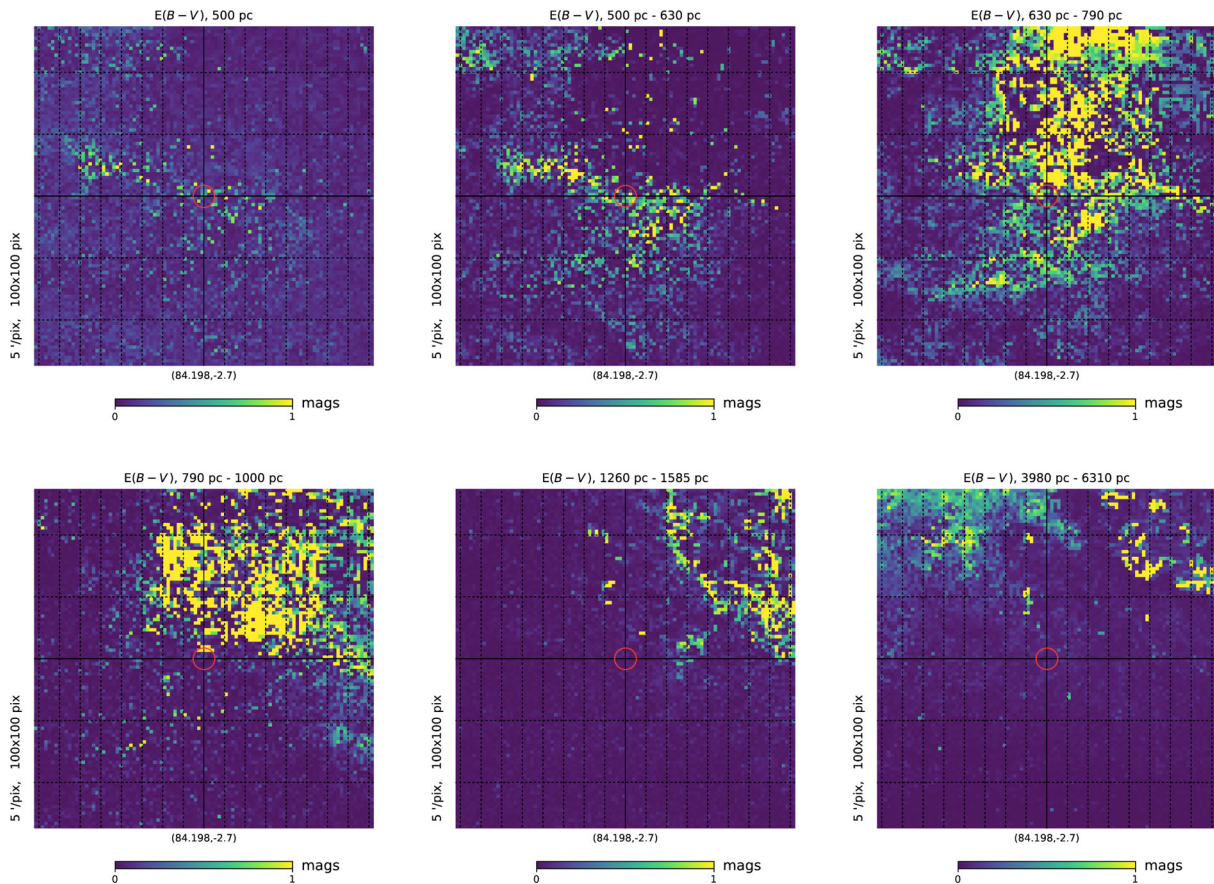 E(B − V), 500 pc
E(B − V), 500 pc - 630 pc
E(B − V), 630 pc - 790 pc
5 '/pix, 100x100 pix
5 '/pix, 100x100 pix
5 '/pix, 100x100 pix
(84.198,-2.7)
(84.198,-2.7)
(84.198,-2.7)
mags
0 1
mags
0 1
mags
0 1
E(B − V), 790 pc - 1000 pc
E(B − V), 1260 pc - 1585 pc
E(B − V), 3980 pc - 6310 pc
5 '/pix, 100x100 pix
5 '/pix, 100x100 pix
5 '/pix, 100x100 pix
(84.198,-2.7)
(84.198,-2.7)
(84.198,-2.7)
mags
0 1
mags
0 1
mags
0 1